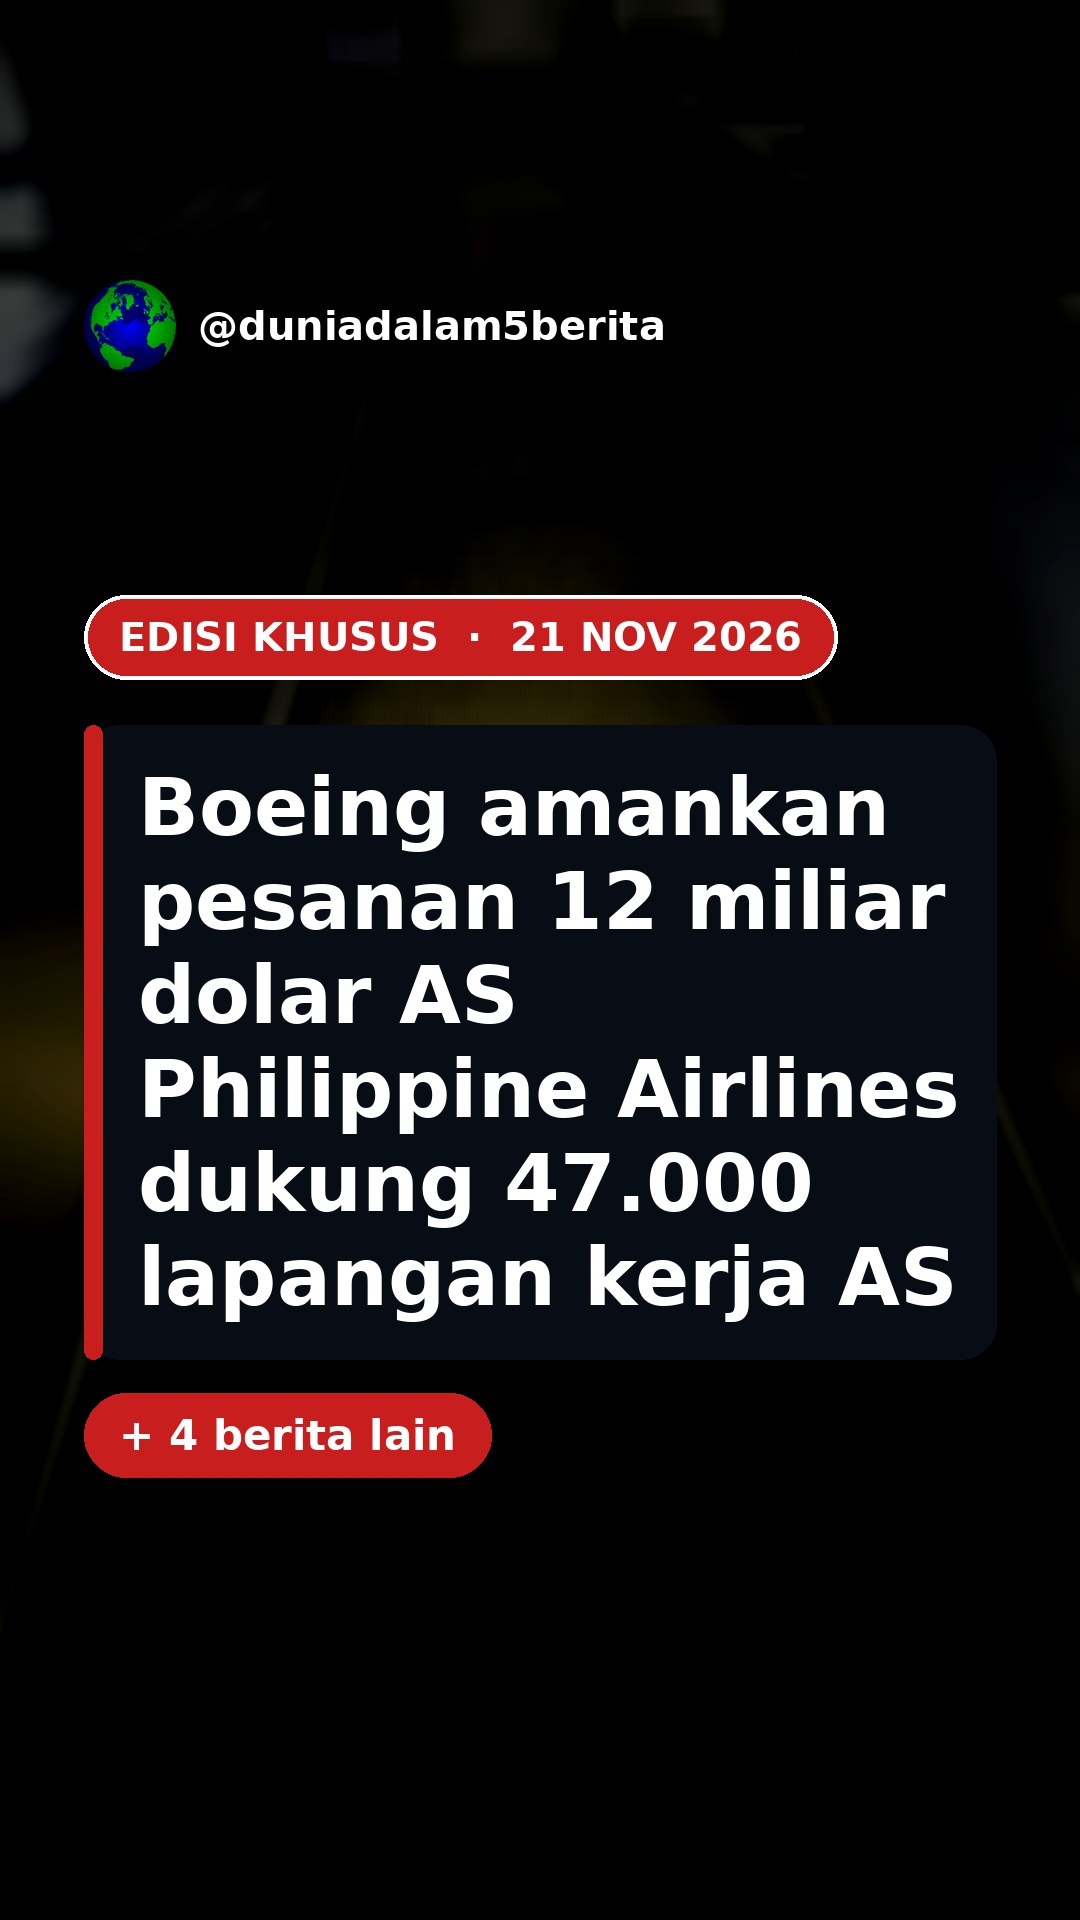 @duniadalam5berita
EDISI KHUSUS · 21 NOV 2026
Boeing amankan
pesanan 12 miliar
dolar AS
Philippine Airlines
dukung 47.000
lapangan kerja AS
+ 4 berita lain